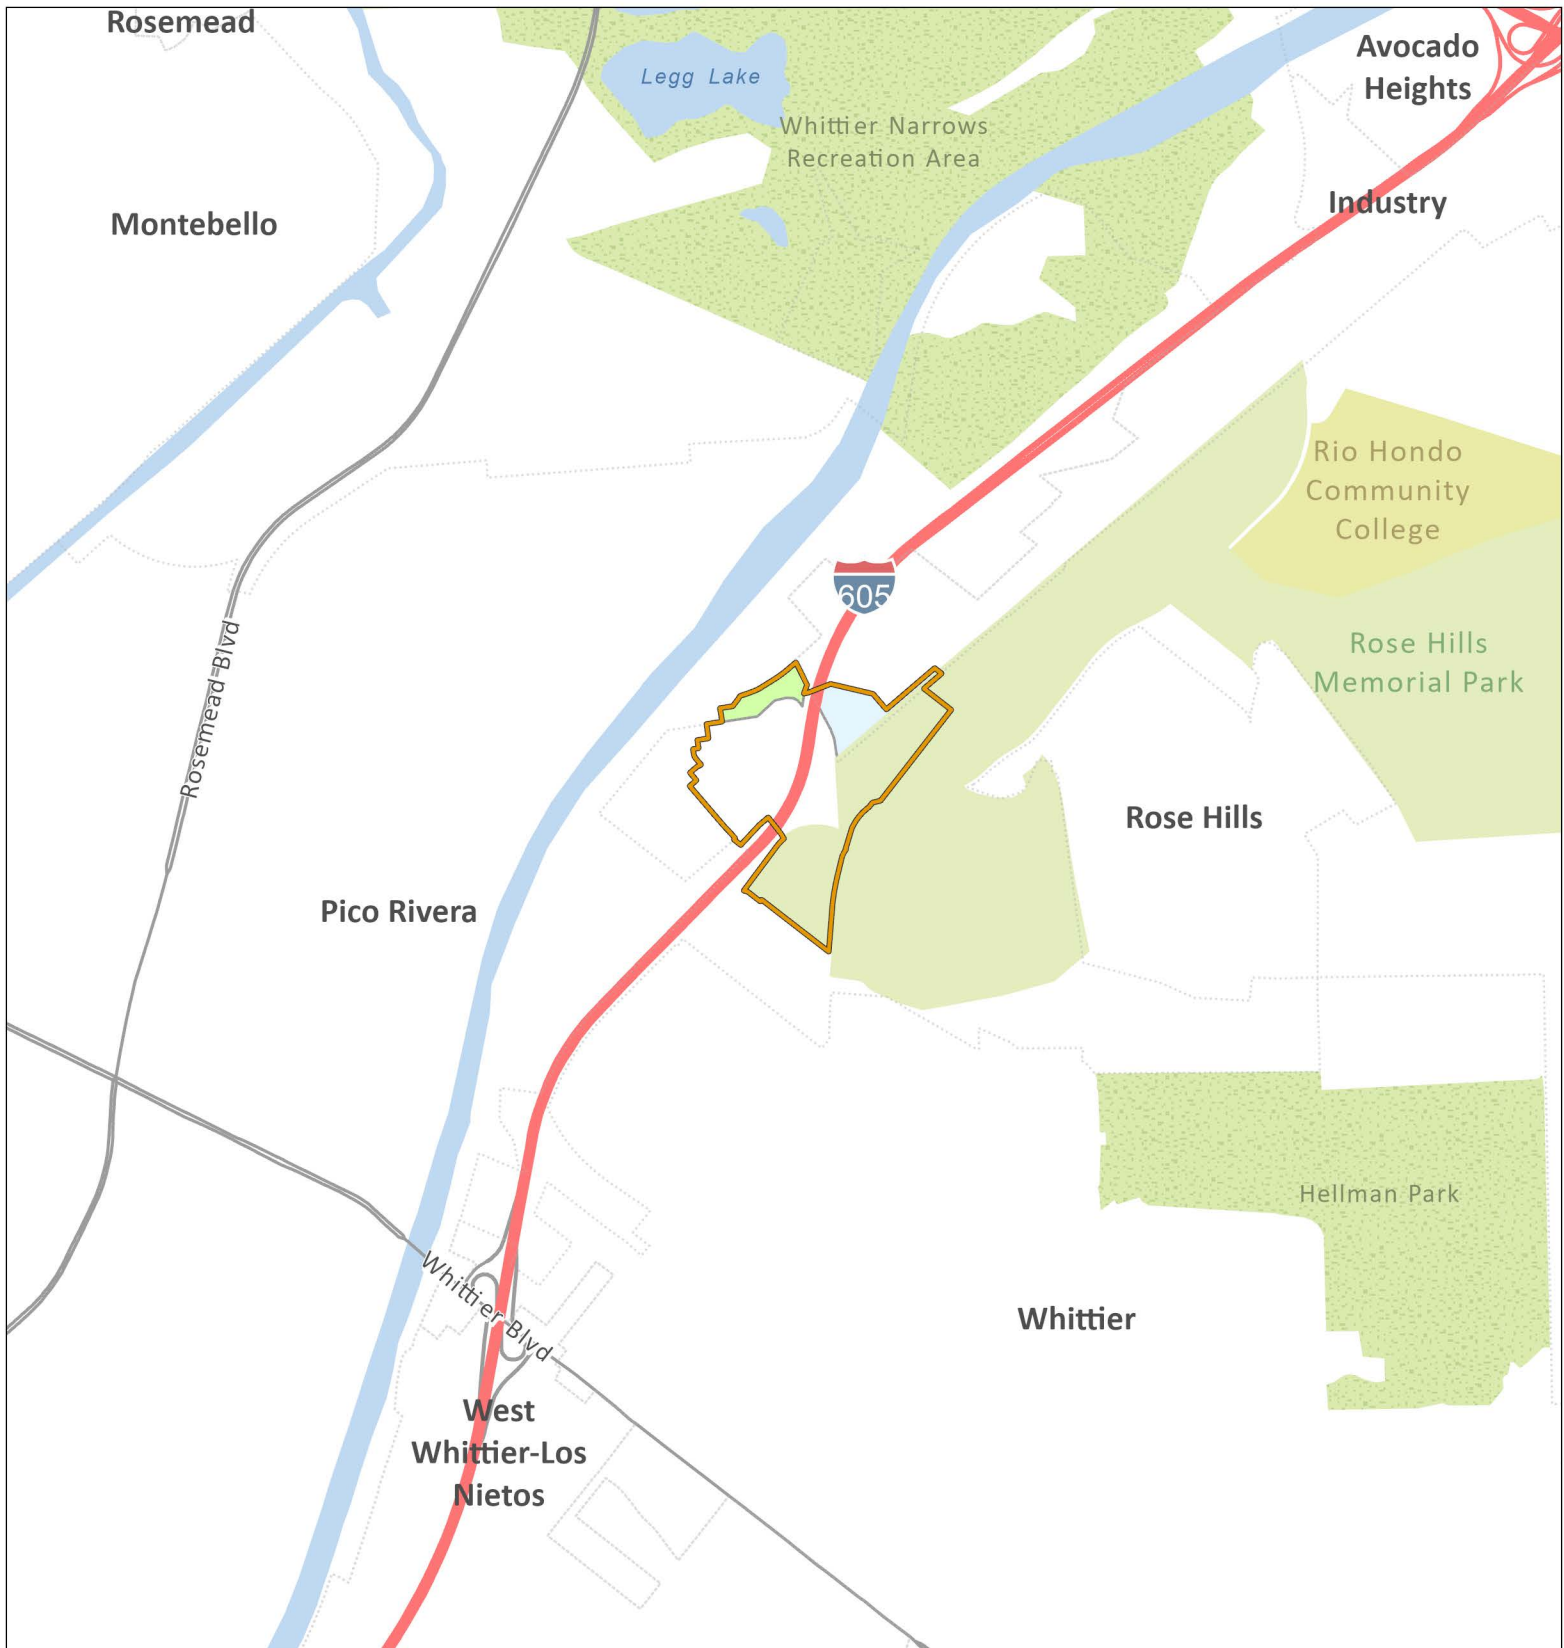 Rosemead
Avocado
Heights
Legg Lake
Whittier Narrows
Recreation Area
Industry
Montebello
Rio Hondo
Community
College
605
Rose Hills
Memorial Park
Rosemead Blvd
Rose Hills
Pico Rivera
Hellman Park
Whittier Blvd
Whittier
West
Whittier-Los
Nietos